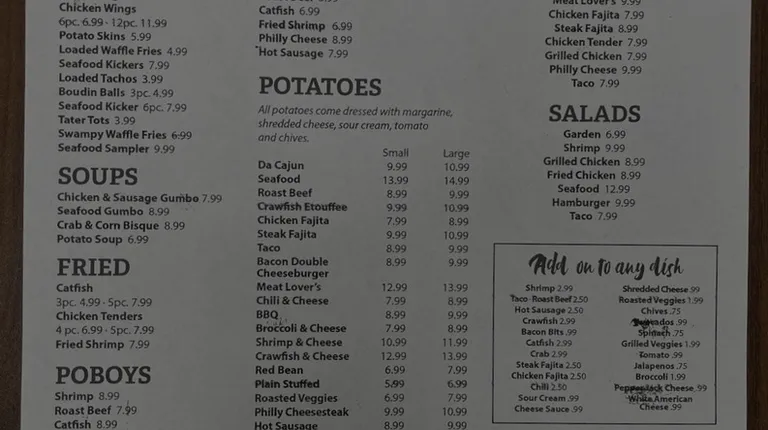 Chicken Wings
6pc. 6.99 - 12pc. 11.99
Potato Skins 5.99
Loaded Waffle Fries 4.99
Seafood Kickers 7.99
Loaded Tachos 3.99
Boudin Balls 3pc. 4.99
Seafood Kicker 6pc. 7.99
Tater Tots 3.99
Swampy Waffle Fries 6.99
Seafood Sampler 9.99
SOUPS
Chicken & Sausage Gumbo 7.99
Seafood Gumbo 8.99
Crab & Corn Bisque 8.99
Potato Soup 6.99
FRIED
Catfish
3pc. 4.99 - 5pc. 7.99
Chicken Tenders
4 pc. 6.99 - 5pc. 7.99
Fried Shrimp 7.99
POBOYS
Shrimp 8.99
Roast Beef 7.99
Catfish 8.99
Catfish 6.99
Fried Shrimp 6.99
Philly Cheese 8.99
Hot Sausage 7.99
POTATOES
All potatoes come dressed with margarine,
shredded cheese, sour cream, tomato
and chives.
Small Large
Da Cajun 9.99 10.99
Seafood 13.99 14.99
Roast Beef 8.99 9.99
Crawfish Etouffee 9.99 10.99
Chicken Fajita 7.99 8.99
Steak Fajita 9.99 10.99
Taco 8.99 9.99
Bacon Double 8.99 9.99
Cheeseburger
Meat Lover's 12.99 13.99
Chili & Cheese 7.99 8.99
BBQ 8.99 9.99
Broccoli & Cheese 7.99 8.99
Shrimp & Cheese 10.99 11.99
Crawfish & Cheese 12.99 13.99
Red Bean 6.99 7.99
Plain Stuffed 5.99 6.99
Roasted Veggies 6.99 7.99
Philly Cheesesteak 9.99 10.99
Hot Sausage 8.99 9.99
Meat Lover's 9.99
Chicken Fajita 7.99
Steak Fajita 8.99
Chicken Tender 7.99
Grilled Chicken 7.99
Philly Cheese 9.99
Taco 7.99
SALADS
Garden 6.99
Shrimp 9.99
Grilled Chicken 8.99
Fried Chicken 8.99
Seafood 12.99
Hamburger 9.99
Taco 7.99
Add on to any dish
Shrimp 2.99
Taco Roast Beef 2.50
Hot Sausage 2.50
Crawfish 2.99
Bacon Bits .99
Catfish 2.99
Crab 2.99
Steak Fajita 2.50
Chicken Fajita 2.50
Chili 2.50
Sour Cream .99
Cheese Sauce .99
Shredded Cheese .99
Roasted Veggies 1.99
Chives .75
.99
Spinach .75
Grilled Veggies 1.99
Tomato .99
Jalapenos .75
Broccoli 1.99
PepperJack Cheese .99
White American
Cheese .99